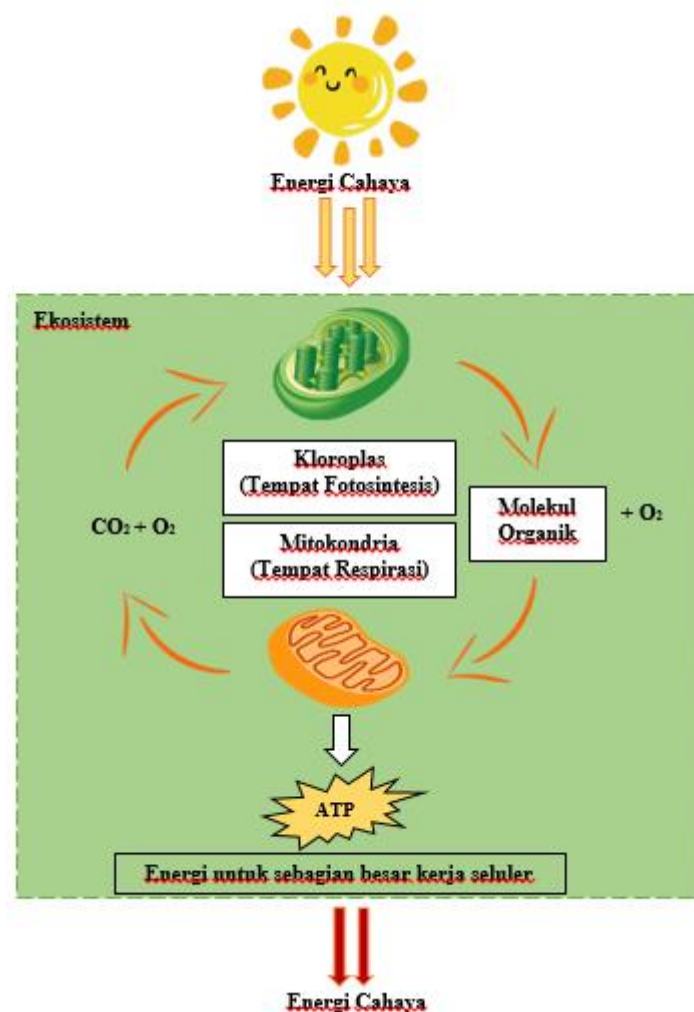 Energi Cahaya
Ekosistem
Kloroplas
(Tempat Fotosintesis)
CO₂ + O₂
Molekul
Organik
+ O₂
Mitokondria
(Tempat Respirasi)
ATP
Energi untuk sebagian besar kerja seluler
Energi Cahaya